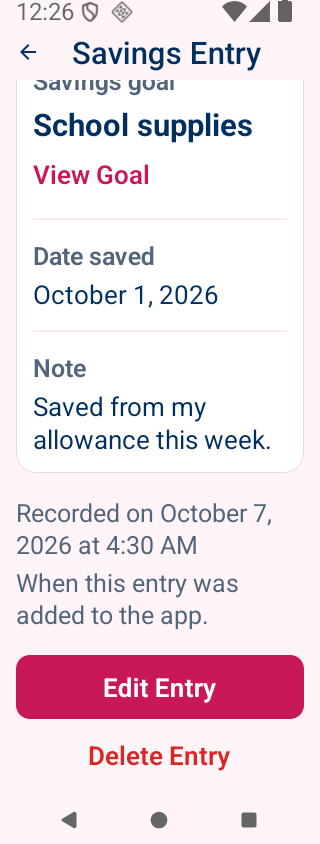 12:26
Savings Entry
Savings goal
School supplies
View Goal
Date saved
October 1, 2026
Note
Saved from my
allowance this week.
Recorded on October 7,
2026 at 4:30 AM
When this entry was
added to the app.
Edit Entry
Delete Entry